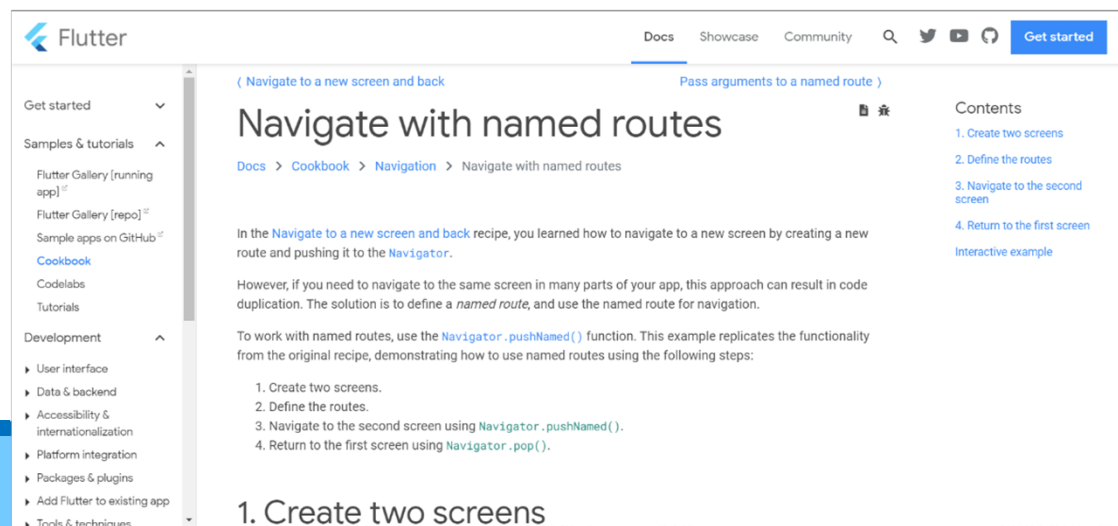 Flutter
Docs
Showcase
Community
Get started
Get started
Samples & tutorials
Flutter Gallery [running
app]
Flutter Gallery [repo]
Sample apps on GitHub
Cookbook
Codelabs
Tutorials
Development
User interface
Data & backend
Accessibility &
internationalization
Platform integration
Packages & plugins
Add Flutter to existing app
Tools & techniques
⟨ Navigate to a new screen and back
Pass arguments to a named route ⟩
Navigate with named routes
Docs > Cookbook > Navigation > Navigate with named routes
In the Navigate to a new screen and back recipe, you learned how to navigate to a new screen by creating a new
route and pushing it to the Navigator.
However, if you need to navigate to the same screen in many parts of your app, this approach can result in code
duplication. The solution is to define a named route, and use the named route for navigation.
To work with named routes, use the Navigator.pushNamed() function. This example replicates the functionality
from the original recipe, demonstrating how to use named routes using the following steps:
1. Create two screens.
2. Define the routes.
3. Navigate to the second screen using Navigator.pushNamed().
4. Return to the first screen using Navigator.pop().
1. Create two screens
Contents
1. Create two screens
2. Define the routes
3. Navigate to the second
screen
4. Return to the first screen
Interactive example